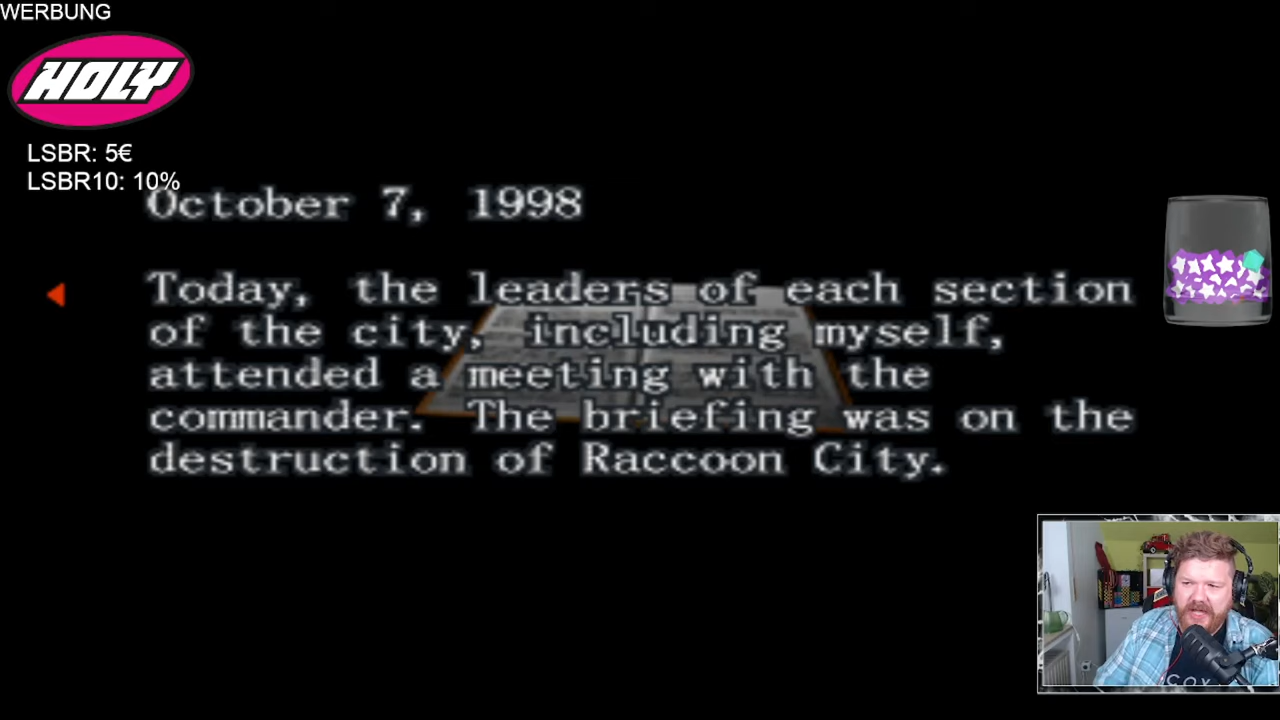 WERBUNG
HOLY
LSBR: 5€
LSBR10: 10%
October 7, 1998
Today, the leaders of each section
of the city, including myself,
attended a meeting with the
commander. The briefing was on the
destruction of Raccoon City.